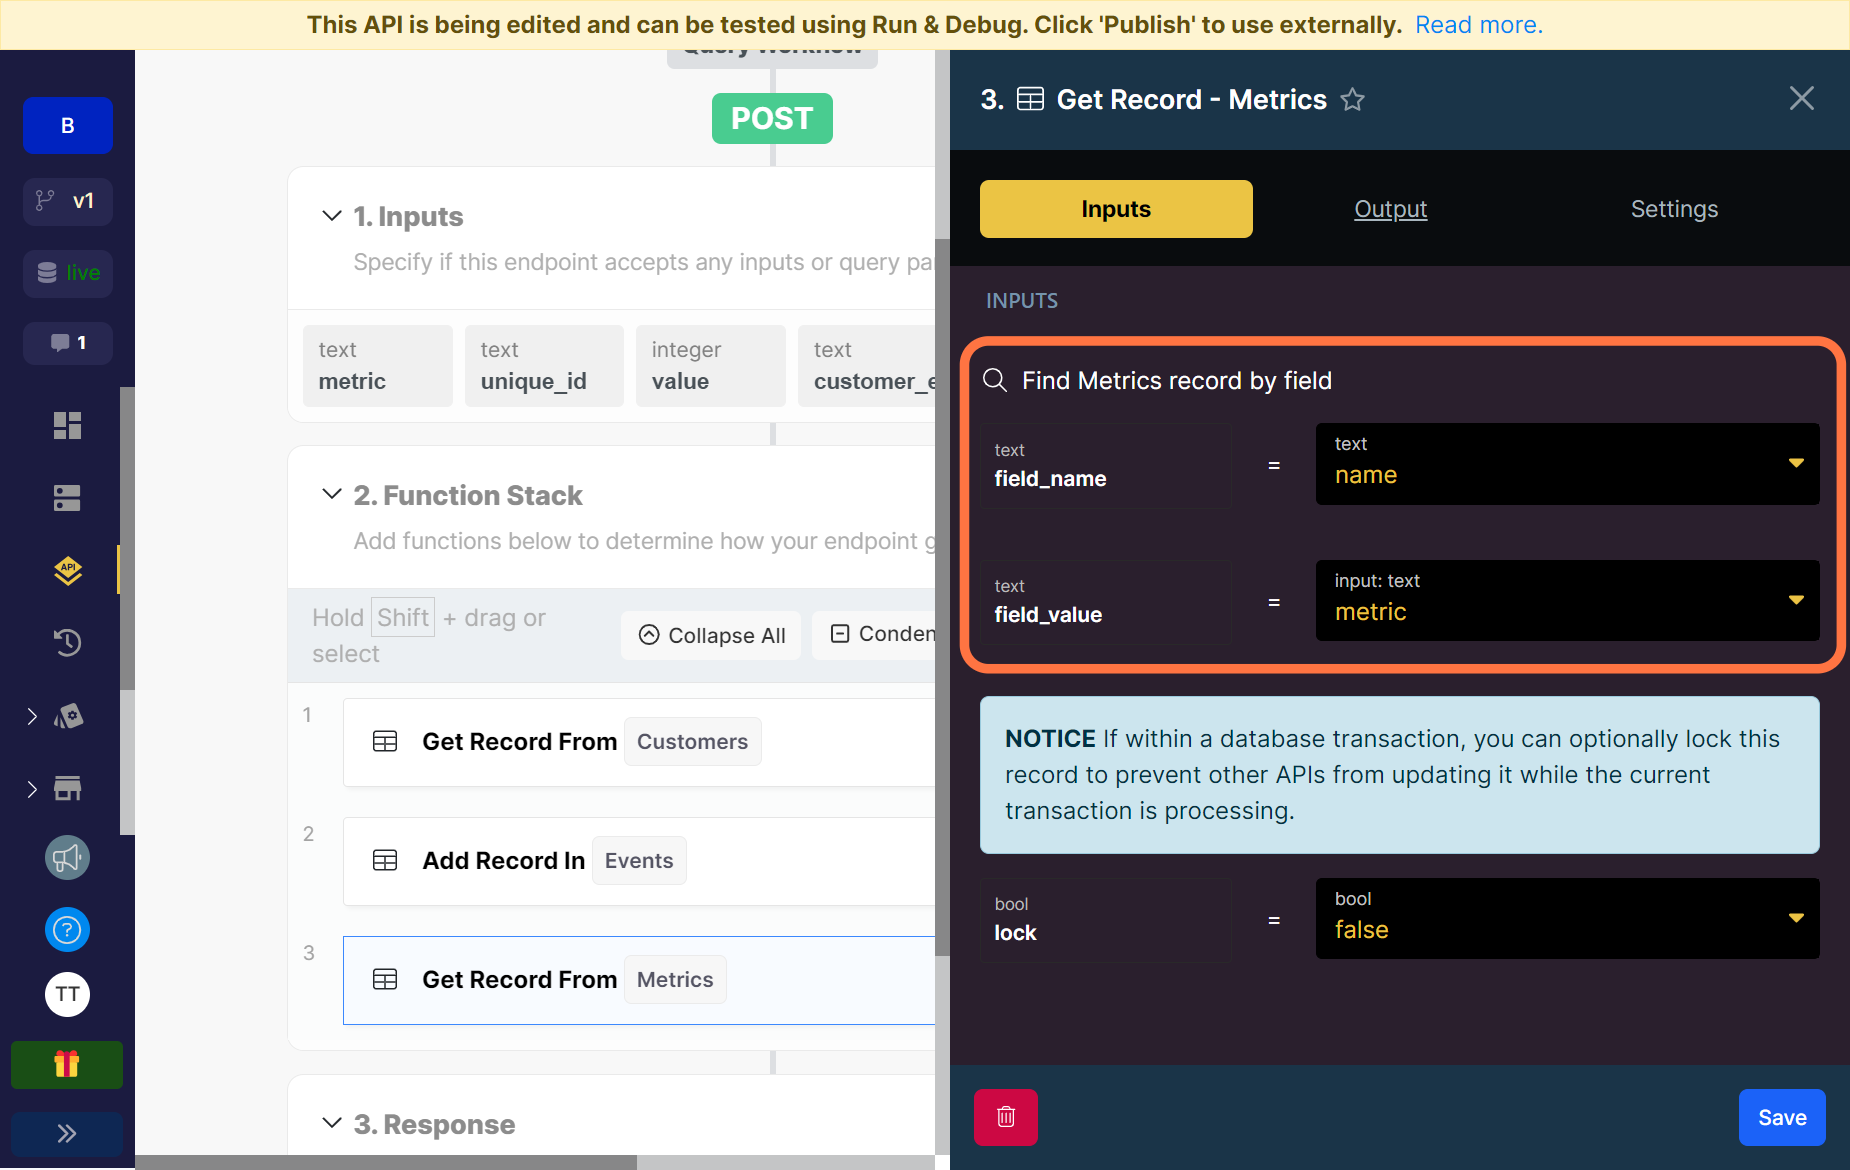 This API is being edited and can be tested using Run & Debug. Click 'Publish' to use externally. Read more.
B
v1
live
1
API
?
TT
Query Workflow
POST
1. Inputs
Specify if this endpoint accepts any inputs or query
text
metric
text
unique_id
integer
value
text
customer_
2. Function Stack
Add functions below to determine how your endpoint
Hold Shift + drag or
select
Collapse All
Conden
1
Get Record From Customers
2
Add Record In Events
3
Get Record From Metrics
3. Response
3. Get Record - Metrics
Inputs
Output
Settings
INPUTS
Find Metrics record by field
text
field_name
=
text
name
text
field_value
=
input: text
metric
NOTICE If within a database transaction, you can optionally lock this
record to prevent other APIs from updating it while the current
transaction is processing.
bool
lock
=
bool
false
Save